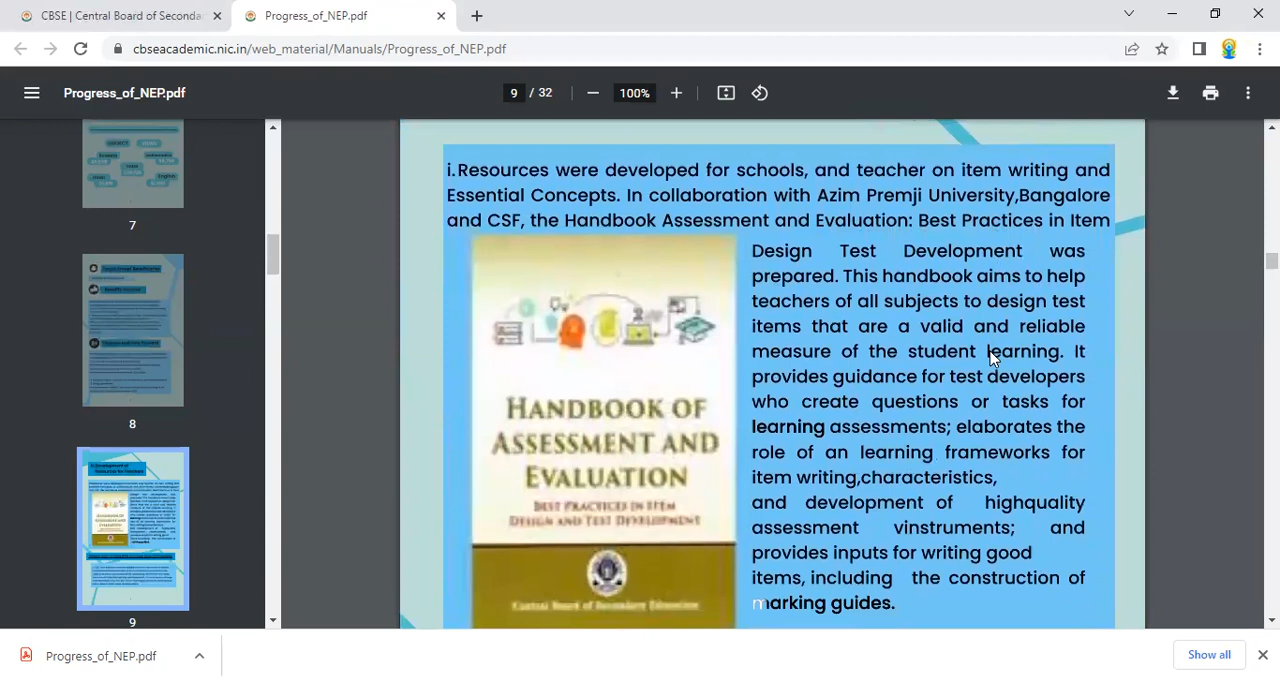 CBSE | Central Board of Seconda
Progress_of_NEP.pdf
cbseacademic.nic.in/web_material/Manuals/Progress_of_NEP.pdf
Progress_of_NEP.pdf
9 / 32
100%
7
8
9
i.Resources were developed for schools, and teacher on item writing and
Essential Concepts. In collaboration with Azim Premji University,Bangalore
and CSF, the Handbook Assessment and Evaluation: Best Practices in Item
Design Test Development was
prepared. This handbook aims to help
teachers of all subjects to design test
items that are a valid and reliable
measure of the student learning. It
provides guidance for test developers
who create questions or tasks for
learning assessments; elaborates the
role of an learning frameworks for
item writing,characteristics,
and development of highquality
assessment vinstruments; and
provides inputs for writing good
items, including the construction of
marking guides.
HANDBOOK OF
ASSESSMENT AND
EVALUATION
BEST PRACTICES IN ITEM
DESIGN AND TEST DEVELOPMENT
Central Board of Secondary Education
Progress_of_NEP.pdf
Show all